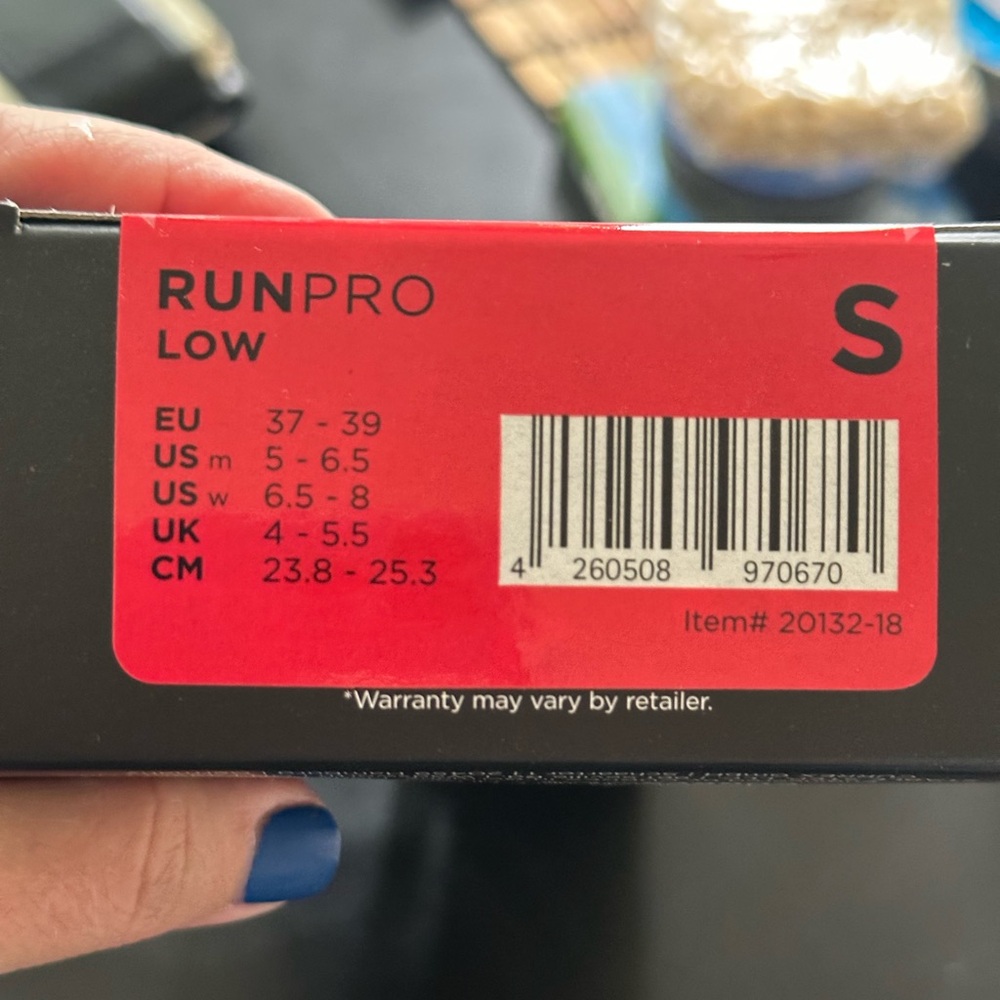 RUNPRO
LOW
S
EU 37 - 39
US m 5 - 6.5
US w 6.5 - 8
UK 4 - 5.5
CM 23.8 - 25.3
4 260508 970670
Item# 20132-18
*Warranty may vary by retailer.